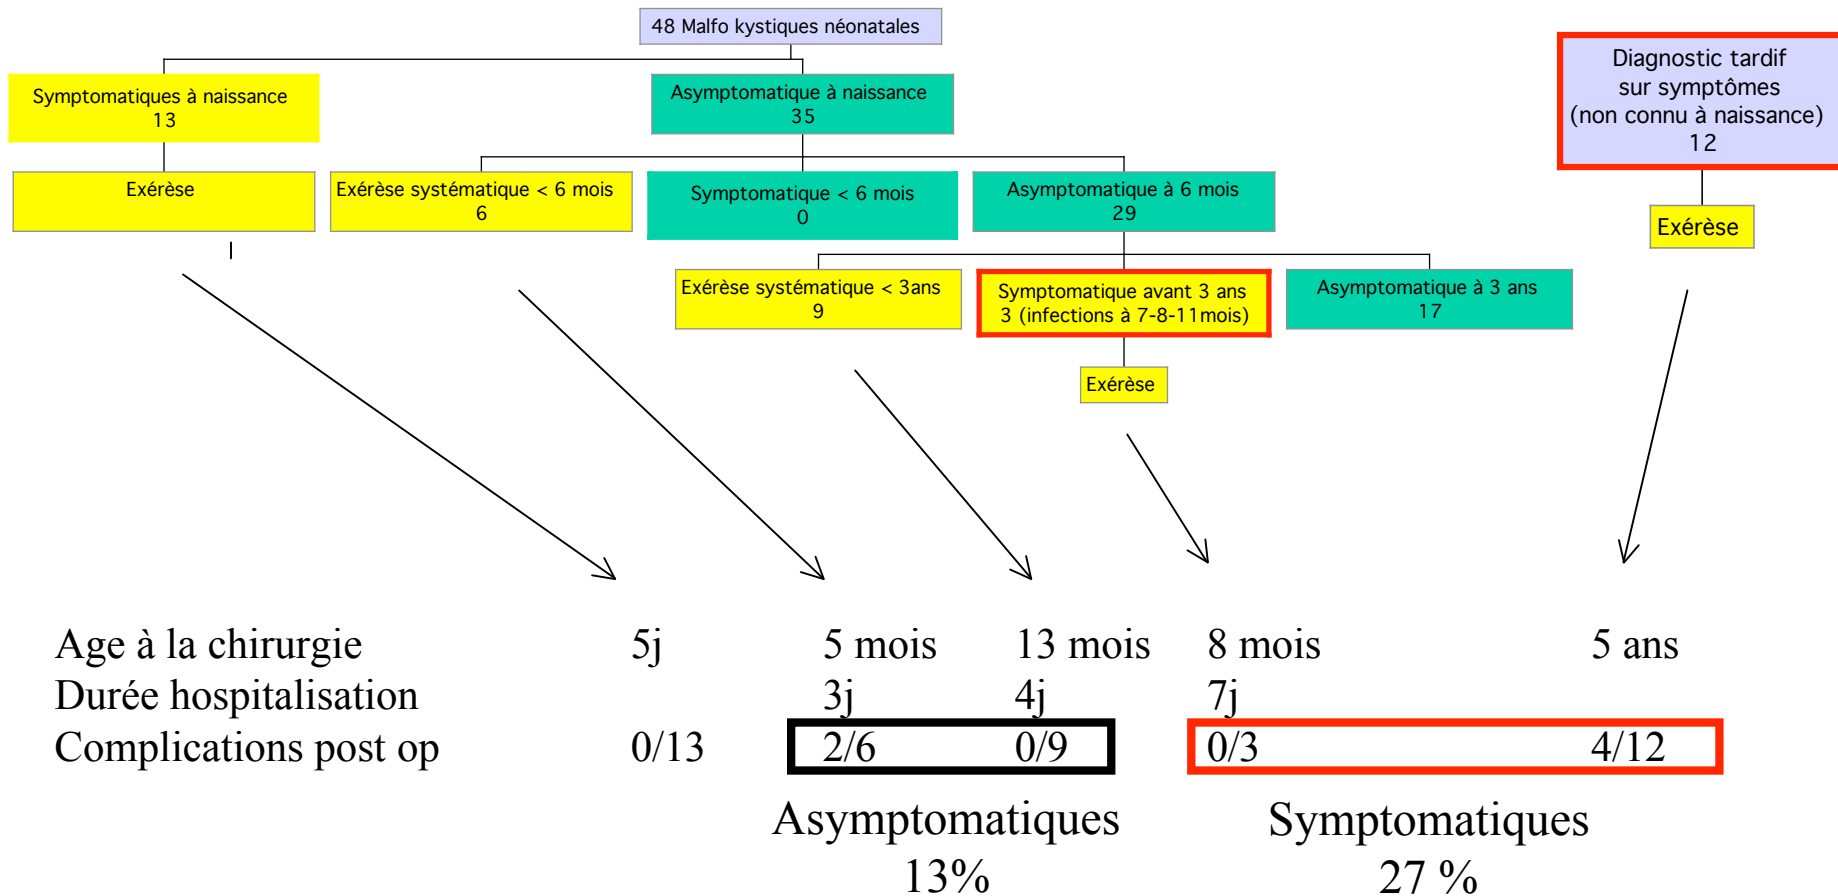 48 Malfo kystiques néonatales
Diagnostic tardif
sur symptômes
(non connu à naissance)
12
Symptomatiques à naissance
13
Asymptomatique à naissance
35
Exérèse
Exérèse systématique < 6 mois
6
Symptomatique < 6 mois
0
Asymptomatique à 6 mois
29
Exérèse
Exérèse systématique < 3ans
9
Symptomatique avant 3 ans
3 (infections à 7-8-11mois)
Asymptomatique à 3 ans
17
Exérèse
Age à la chirurgie 5j 5 mois 13 mois 8 mois 5 ans
Durée hospitalisation 3j 4j 7j
Complications post op 0/13 2/6 0/9 0/3 4/12
Asymptomatiques Symptomatiques
13% 27 %